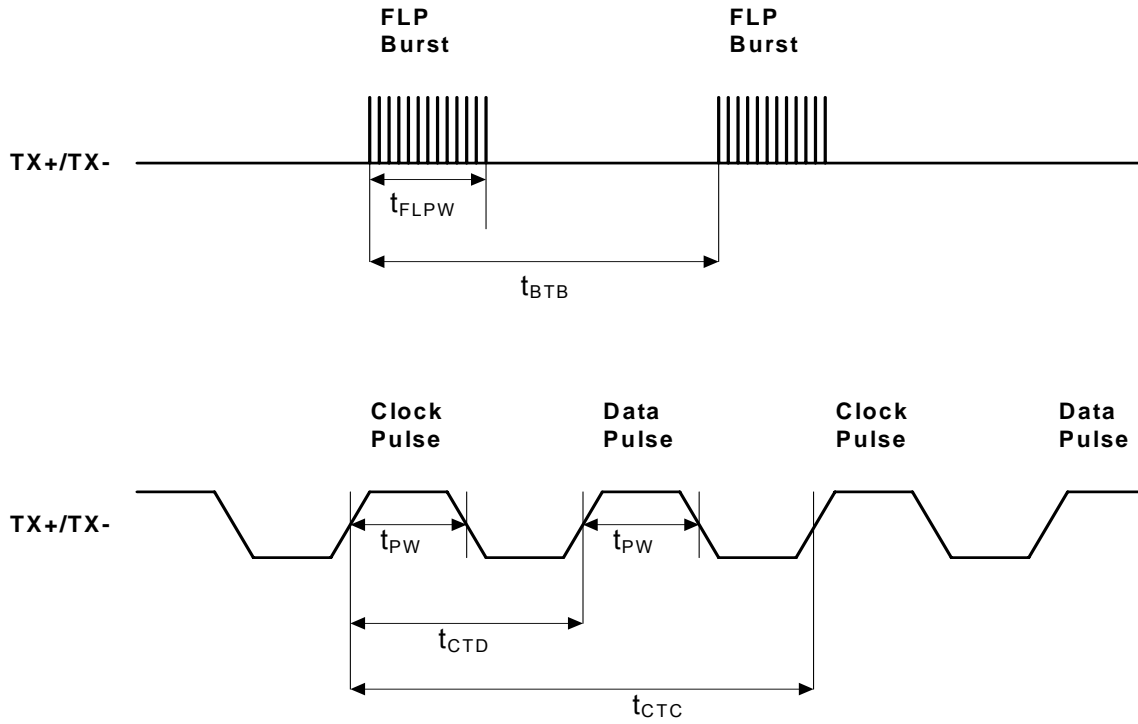 FLP
Burst
FLP
Burst
TX+/TX-
tFLPW
tBTB
Clock
Pulse
Data
Pulse
Clock
Pulse
Data
Pulse
TX+/TX-
tPW
tPW
tCTD
tCTC